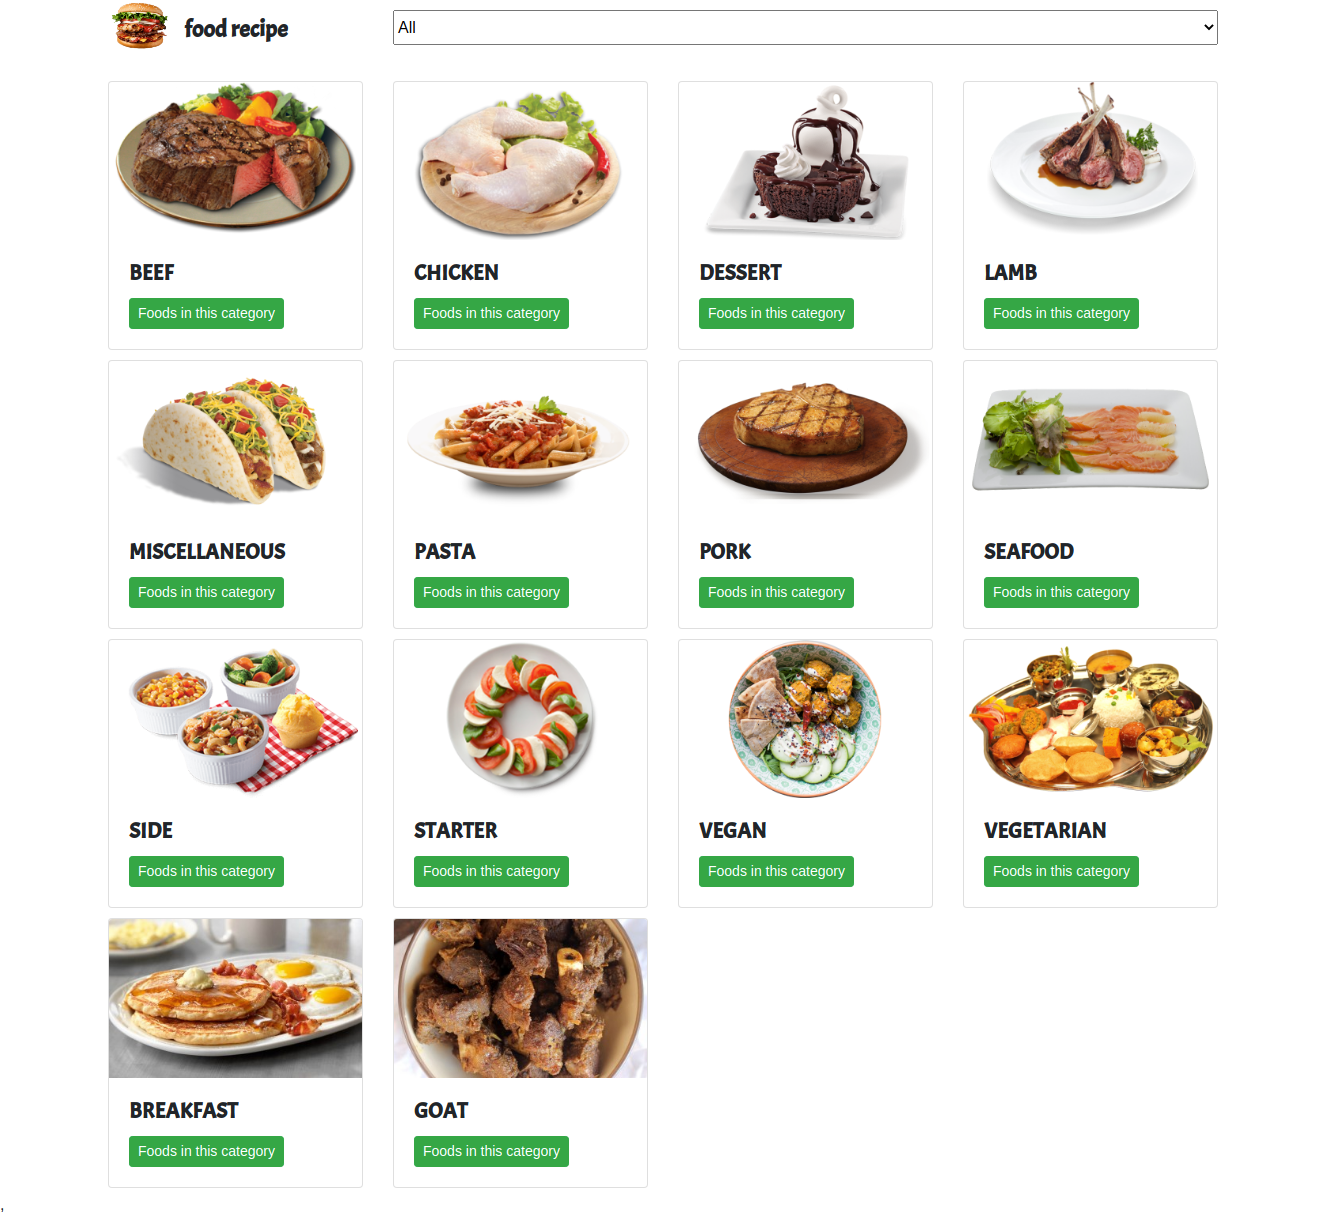 food recipe
All
BEEF
CHICKEN
DESSERT
LAMB
Foods in this category
Foods in this category
Foods in this category
Foods in this category
MISCELLANEOUS
PASTA
PORK
SEAFOOD
Foods in this category
Foods in this category
Foods in this category
Foods in this category
SIDE
STARTER
VEGAN
VEGETARIAN
Foods in this category
Foods in this category
Foods in this category
Foods in this category
BREAKFAST
GOAT
Foods in this category
Foods in this category
,